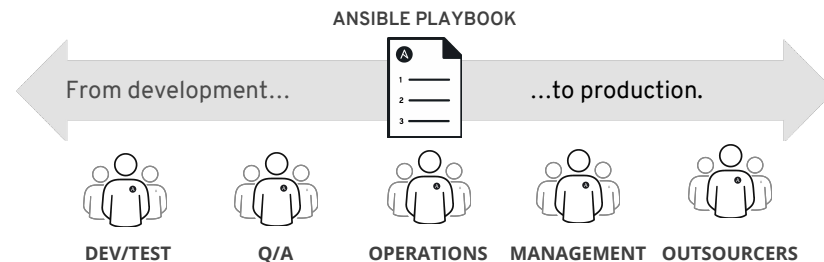 ANSIBLE PLAYBOOK
A
From development...
1
2
3
...to production.
A
A
A
A
A
DEV/TEST
Q/A
OPERATIONS
MANAGEMENT
OUTSOURCERS